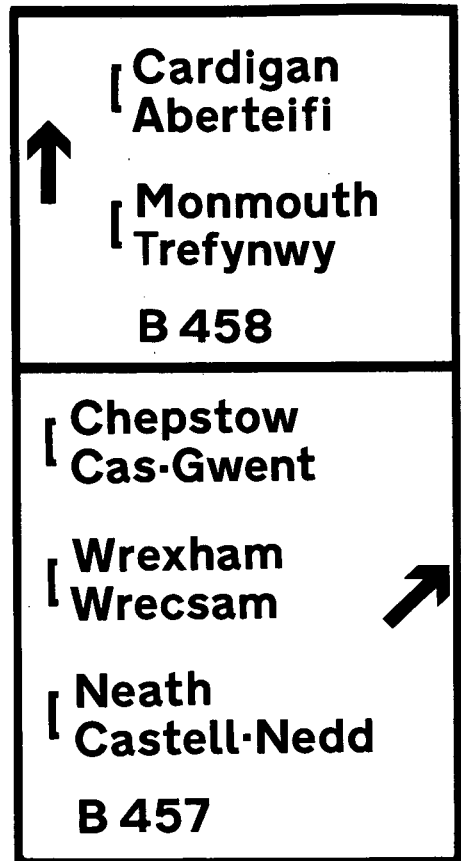 Cardigan
Aberteifi
Monmouth
Trefynwy
B 458
Chepstow
Cas-Gwent
Wrexham
Wrecsam
Neath
Castell-Nedd
B 457